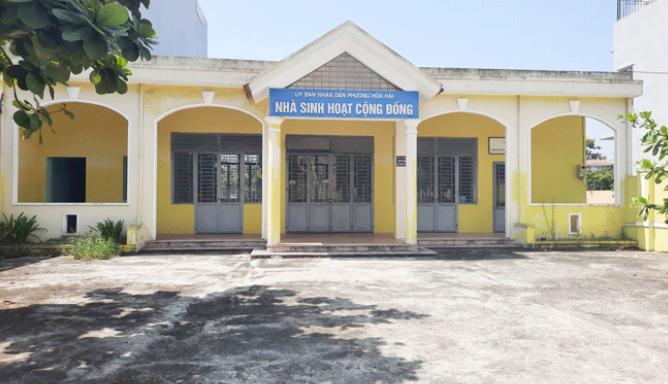 ỦY BAN NHÂN DÂN PHƯỜNG HÒA HẢI
NHÀ SINH HOẠT CỘNG ĐỒNG